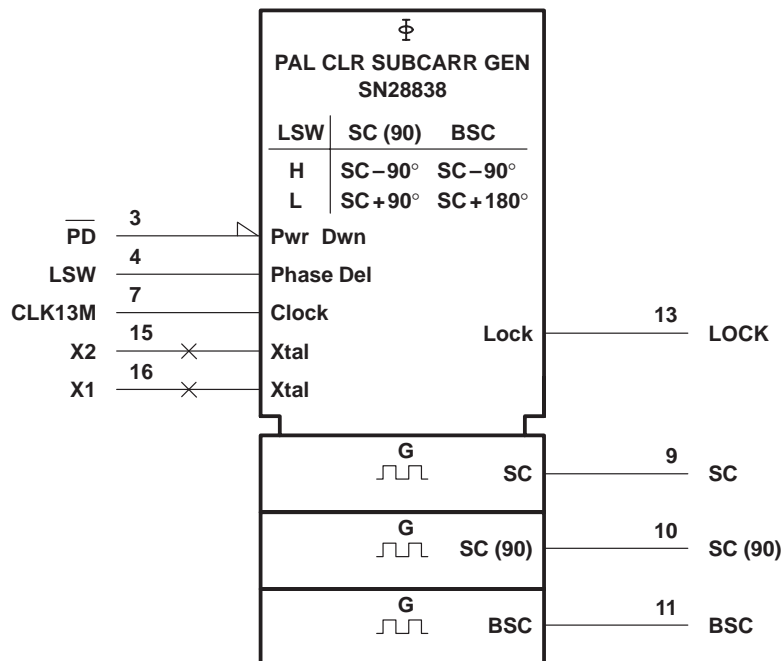 Φ
PAL CLR SUBCARR GEN
SN28838
LSW SC (90) BSC
H SC−90° SC−90°
L SC+90° SC+180°
PD 3 Pwr Dwn
LSW 4 Phase Del
CLK13M 7 Clock
Lock 13 LOCK
X2 15 Xtal
X1 16 Xtal
G
SC 9 SC
G
SC (90) 10 SC (90)
G
BSC 11 BSC